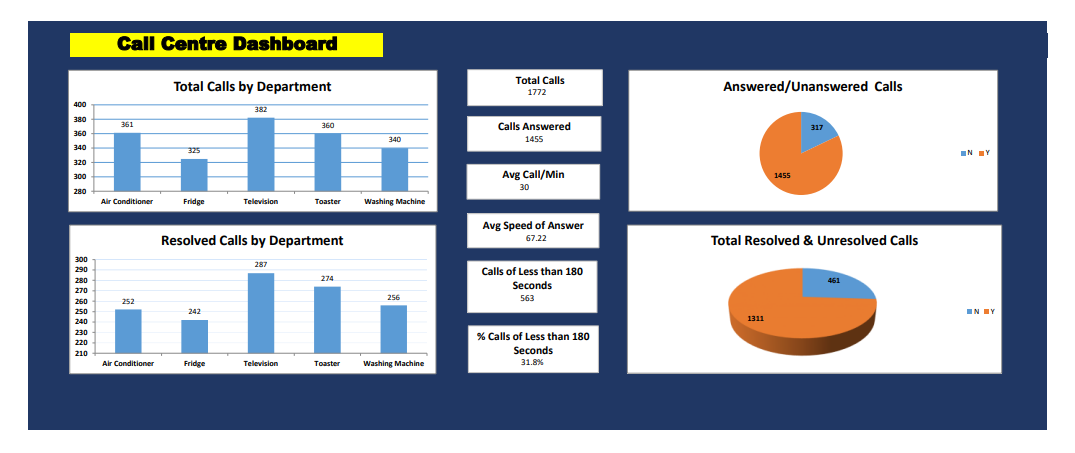 Call Centre Dashboard
Total Calls by Department
400
380
360
340
320
300
280
361
325
382
360
340
Air Conditioner
Fridge
Television
Toaster
Washing Machine
Resolved Calls by Department
300
290
280
270
260
250
240
230
220
210
252
242
287
274
256
Air Conditioner
Fridge
Television
Toaster
Washing Machine
Total Calls
1772
Calls Answered
1455
Avg Call/Min
30
Avg Speed of Answer
67.22
Calls of Less than 180
Seconds
563
% Calls of Less than 180
Seconds
31.8%
Answered/Unanswered Calls
317
1455
N Y
Total Resolved & Unresolved Calls
461
1311
N Y